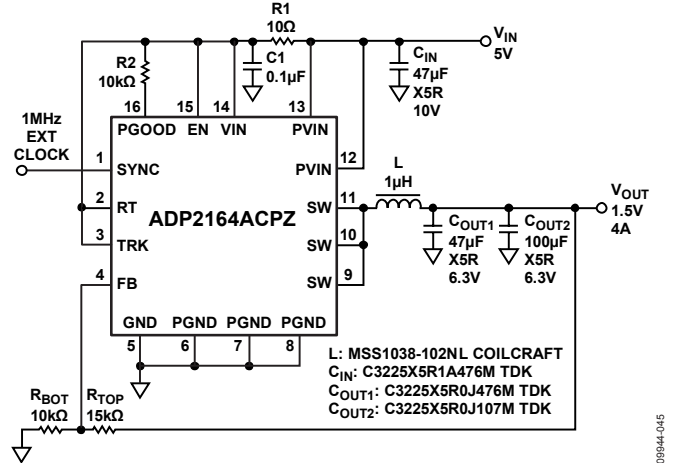 R1
10Ω
VIN
5V
R2
10kΩ
C1
0.1µF
CIN
47µF
X5R
10V
16
15
14
13
PGOOD EN VIN PVIN
1MHz
EXT
CLOCK
1
SYNC
PVIN
12
L
1µH
2
RT
SW
11
VOUT
1.5V
4A
ADP2164ACPZ
3
TRK
SW
10
COUT1
47µF
X5R
6.3V
COUT2
100µF
X5R
6.3V
4
FB
SW
9
GND PGND PGND PGND
5
6
7
8
L: MSS1038-102NL COILCRAFT
CIN: C3225X5R1A476M TDK
COUT1: C3225X5R0J476M TDK
COUT2: C3225X5R0J107M TDK
RBOT
10kΩ
RTOP
15kΩ
09944-045